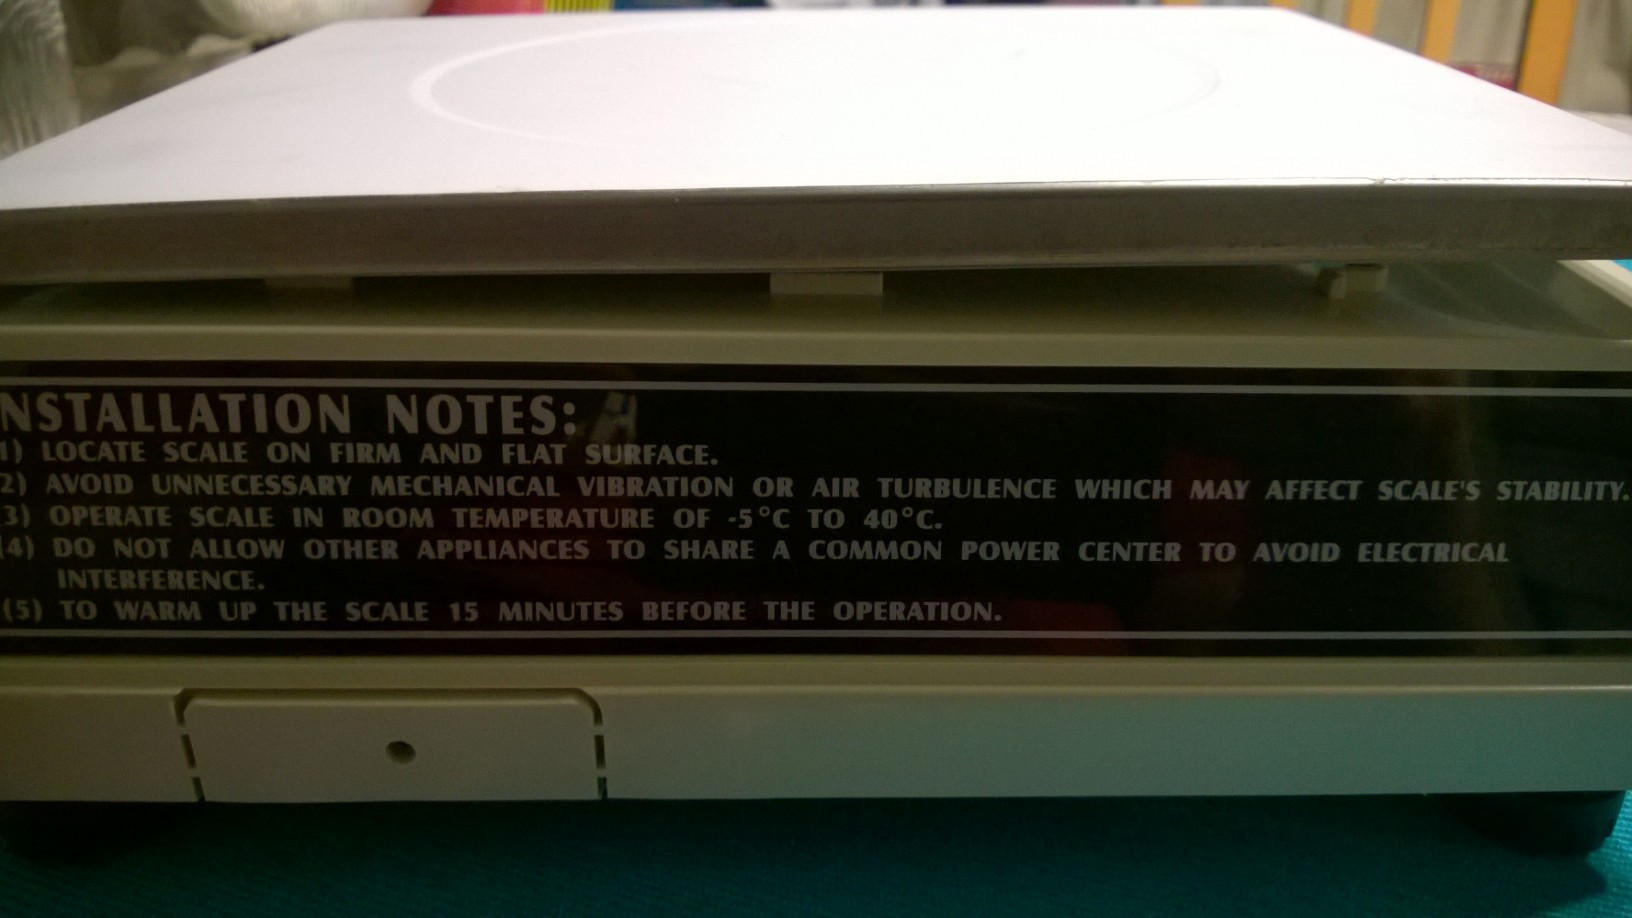 NSTALLATION NOTES:
1) LOCATE SCALE ON FIRM AND FLAT SURFACE.
2) AVOID UNNECESSARY MECHANICAL VIBRATION OR AIR TURBULENCE WHICH MAY AFFECT SCALE'S STABILITY.
(3) OPERATE SCALE IN ROOM TEMPERATURE OF -5°C TO 40°C.
(4) DO NOT ALLOW OTHER APPLIANCES TO SHARE A COMMON POWER CENTER TO AVOID ELECTRICAL
INTERFERENCE.
(5) TO WARM UP THE SCALE 15 MINUTES BEFORE THE OPERATION.